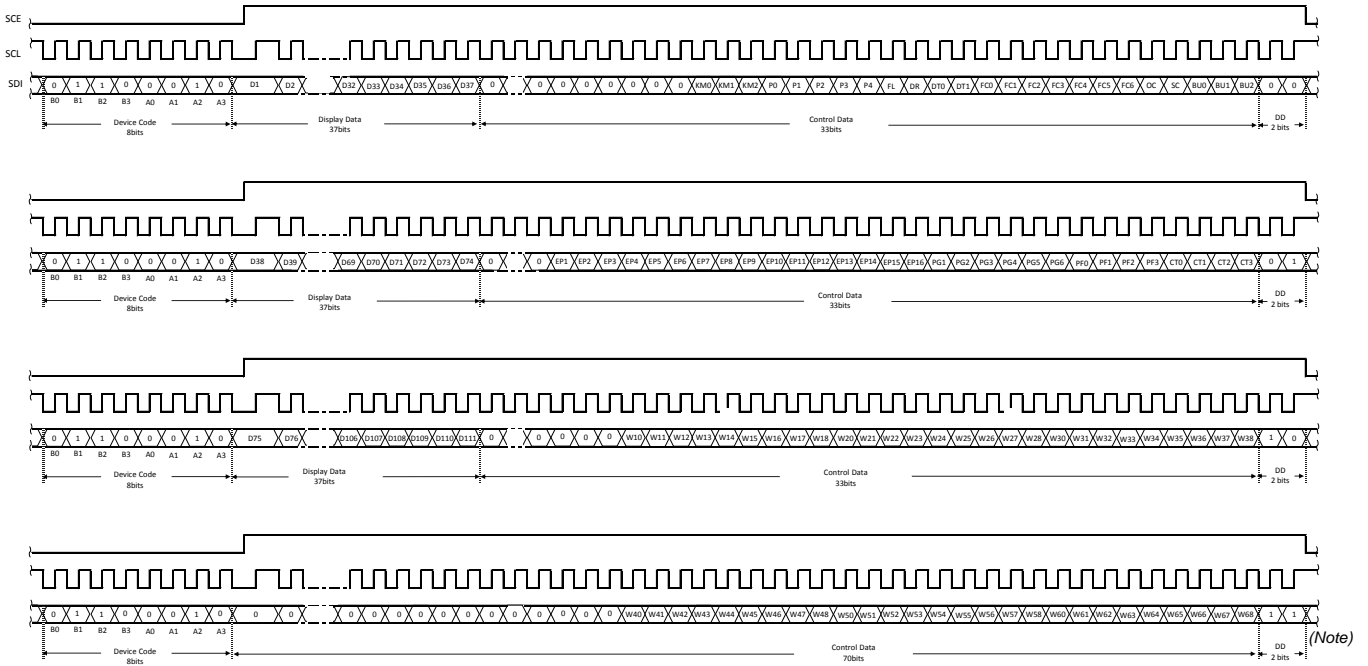 SCE
SCL
SDI
0 1 1 0 0 0 1 0 D1 D2 D32 D33 D34 D35 D36 D37 0 0 0 0 0 0 0 0 KM0 KM1 KM2 P0 P1 P2 P3 P4 FL DR DT0 DT1 FC0 FC1 FC2 FC3 FC4 FC5 FC6 OC SC BU0 BU1 BU2 0 0
B0 B1 B2 B3 A0 A1 A2 A3
Device Code
8bits
Display Data
37bits
Control Data
33bits
DD
2 bits
0 1 1 0 0 0 1 0 D38 D39 D69 D70 D71 D72 D73 D74 0 0 EP1 EP2 EP3 EP4 EP5 EP6 EP7 EP8 EP9 EP10 EP11 EP12 EP13 EP14 EP15 EP16 PG1 PG2 PG3 PG4 PG5 PG6 PF0 PF1 PF2 PF3 CT0 CT1 CT2 CT3 0 1
B0 B1 B2 B3 A0 A1 A2 A3
Device Code
8bits
Display Data
37bits
Control Data
33bits
DD
2 bits
0 1 1 0 0 0 1 0 D75 D76 D106 D107 D108 D109 D110 D111 0 0 0 0 0 W10 W11 W12 W13 W14 W15 W16 W17 W18 W20 W21 W22 W23 W24 W25 W26 W27 W28 W30 W31 W32 W33 W34 W35 W36 W37 W38 1 0
B0 B1 B2 B3 A0 A1 A2 A3
Device Code
8bits
Display Data
37bits
Control Data
33bits
DD
2 bits
0 1 1 0 0 0 1 0 0 0 0 0 0 0 0 0 0 0 0 0 0 0 W40 W41 W42 W43 W44 W45 W46 W47 W48 W50 W51 W52 W53 W54 W55 W56 W57 W58 W60 W61 W62 W63 W64 W65 W66 W67 W68 1 1
(Note)
B0 B1 B2 B3 A0 A1 A2 A3
Device Code
8bits
Control Data
70bits
DD
2 bits